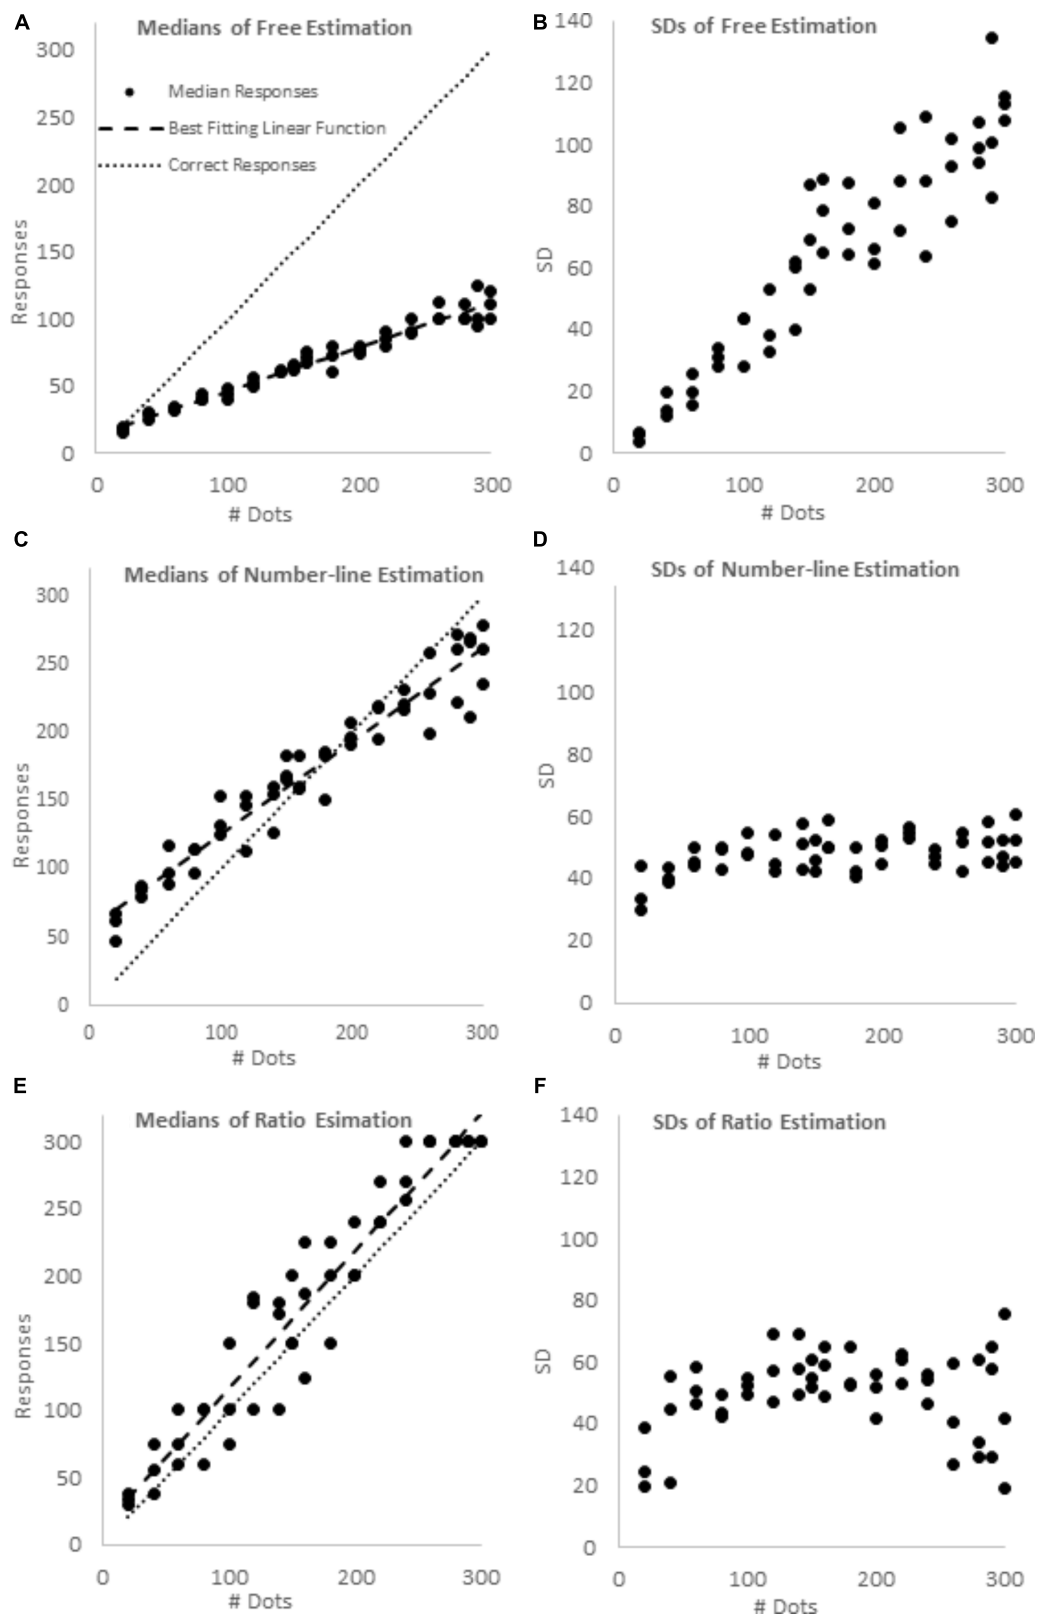 A
Medians of Free Estimation
300
250
200
150
100
50
0
Responses
Median Responses
Best Fitting Linear Function
Correct Responses
0 100 200 300
# Dots
B
SDs of Free Estimation
140
120
100
80
60
40
20
0
SD
0 100 200 300
# Dots
C
Medians of Number-line Estimation
300
250
200
150
100
50
0
Responses
0 100 200 300
# Dots
D
SDs of Number-line Estimation
140
120
100
80
60
40
20
0
SD
0 100 200 300
# Dots
E
Medians of Ratio Esimation
300
250
200
150
100
50
0
Responses
0 100 200 300
# Dots
F
SDs of Ratio Estimation
140
120
100
80
60
40
20
0
SD
0 100 200 300
# Dots